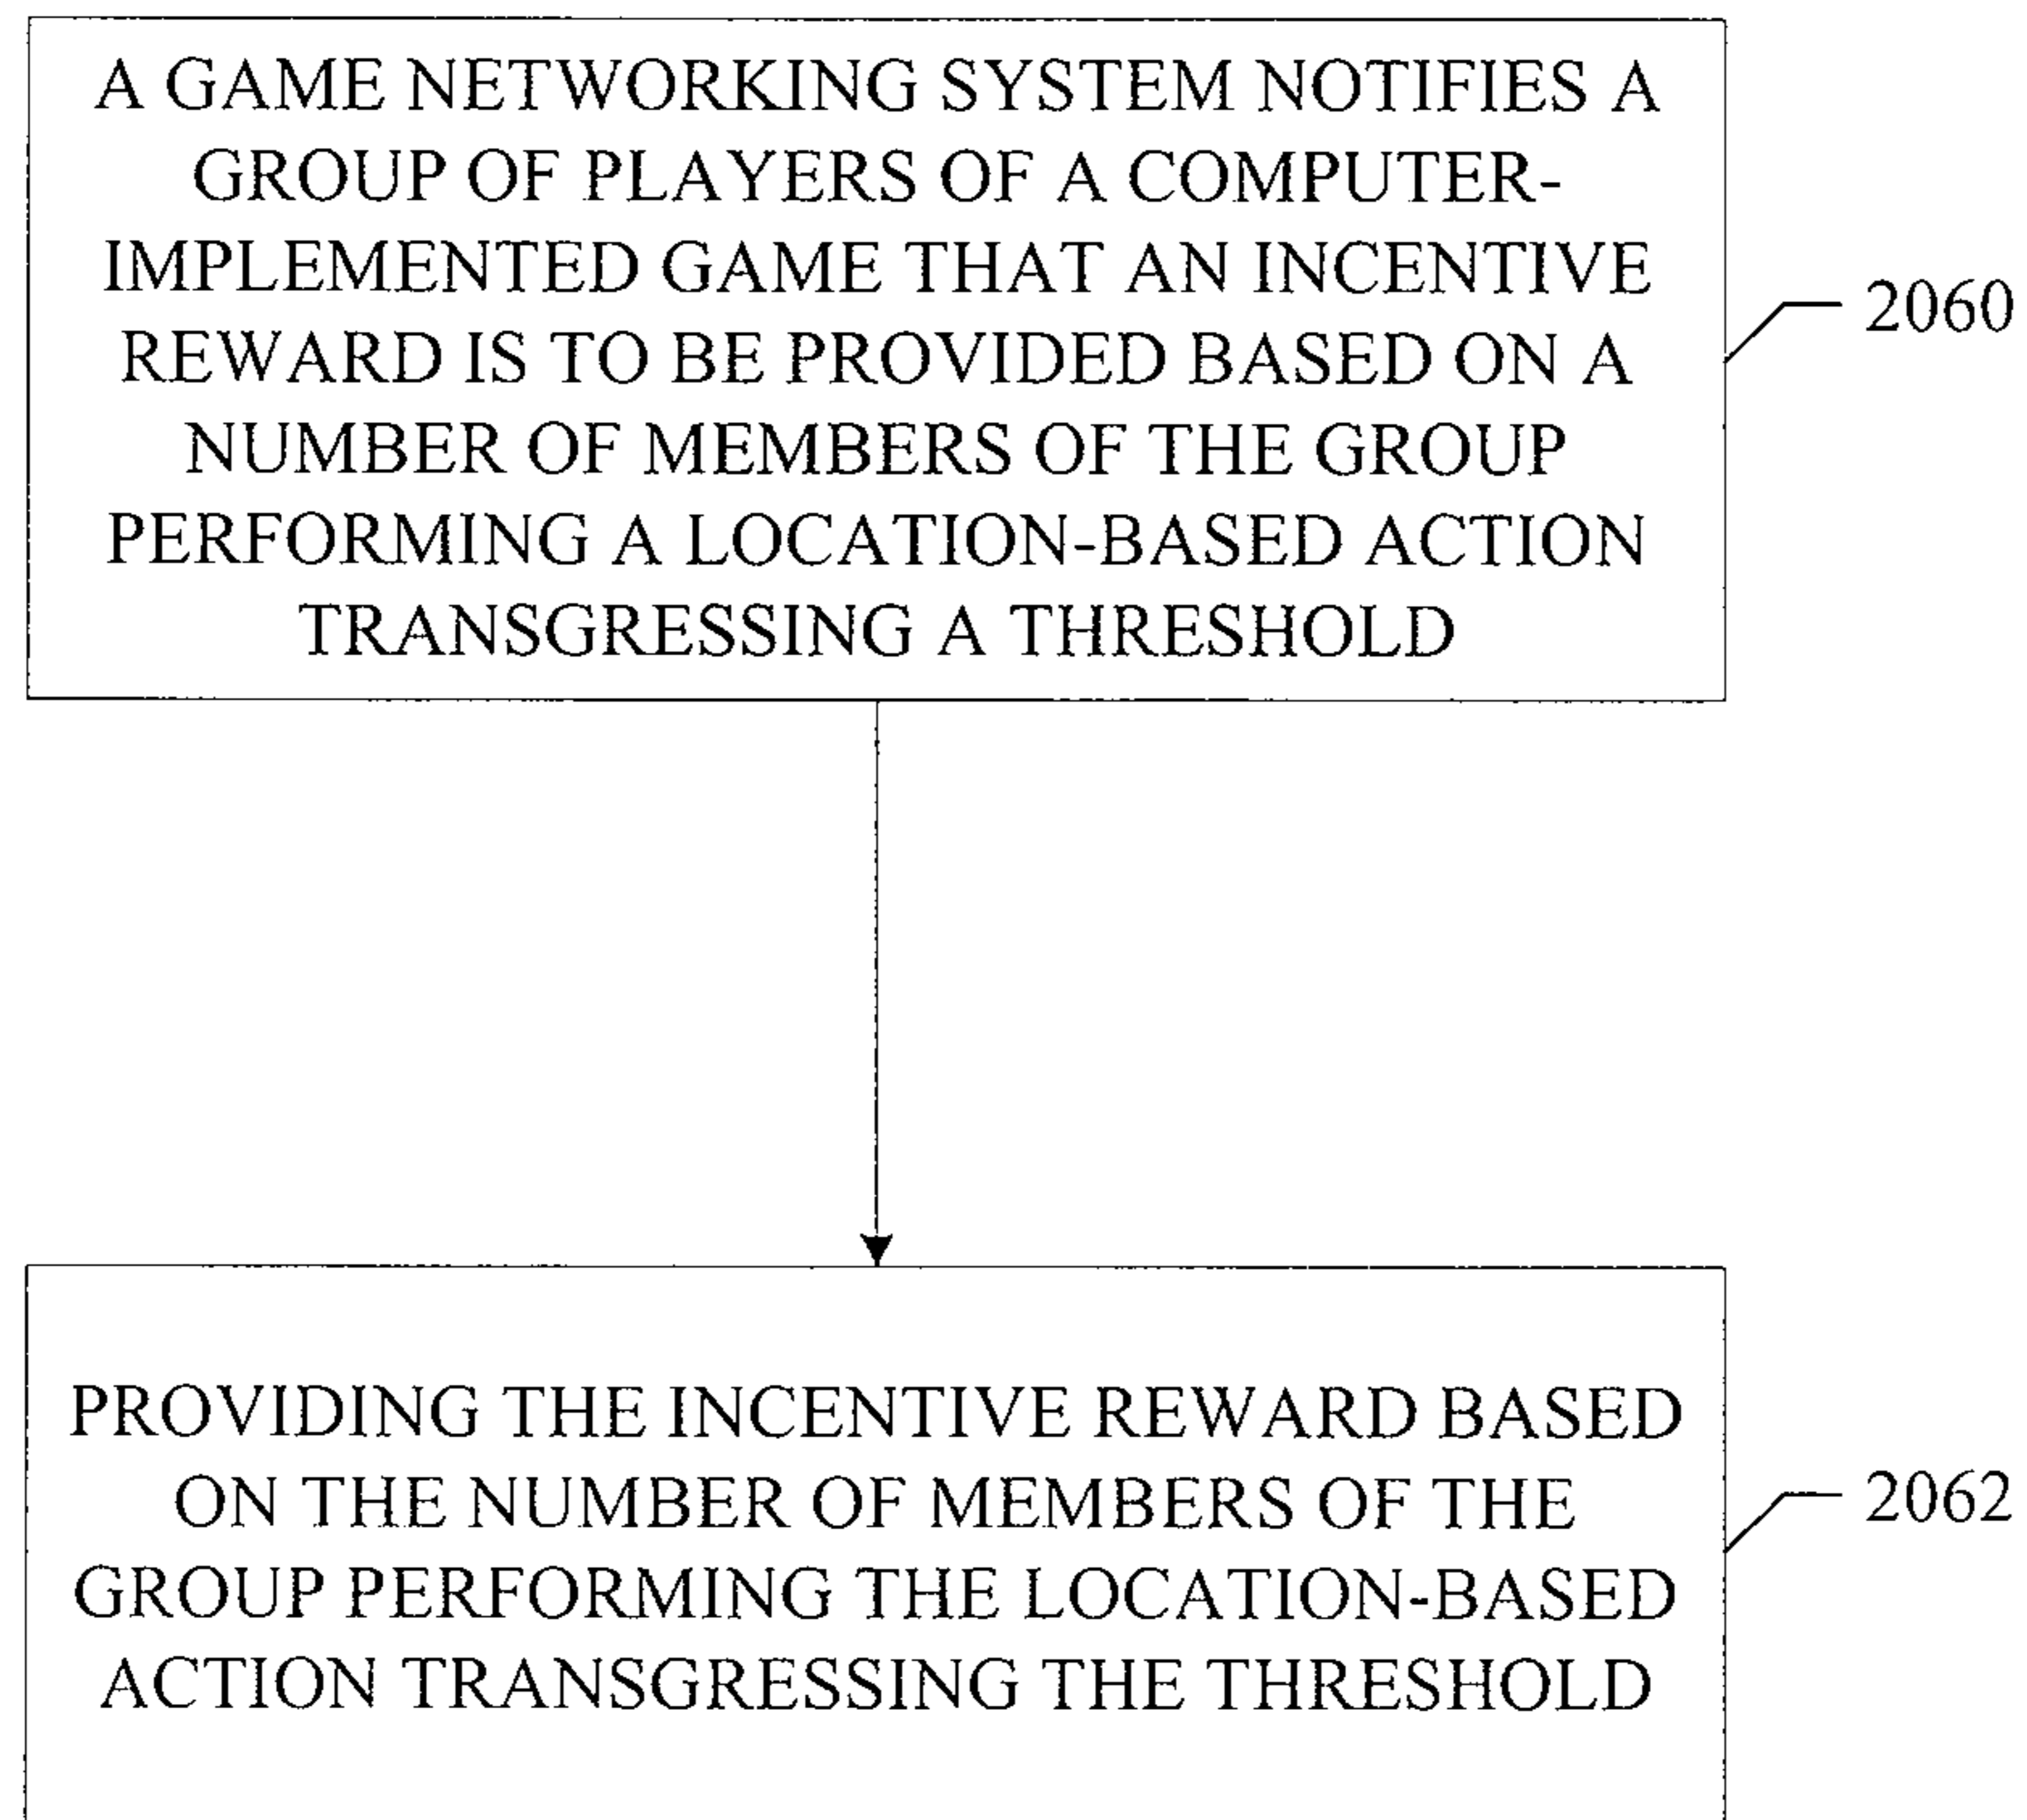 A GAME NETWORKING SYSTEM NOTIFIES A
GROUP OF PLAYERS OF A COMPUTER-
IMPLEMENTED GAME THAT AN INCENTIVE
REWARD IS TO BE PROVIDED BASED ON A
NUMBER OF MEMBERS OF THE GROUP
PERFORMING A LOCATION-BASED ACTION
TRANSGRESSING A THRESHOLD
2060
PROVIDING THE INCENTIVE REWARD BASED
ON THE NUMBER OF MEMBERS OF THE
GROUP PERFORMING THE LOCATION-BASED
ACTION TRANSGRESSING THE THRESHOLD
2062